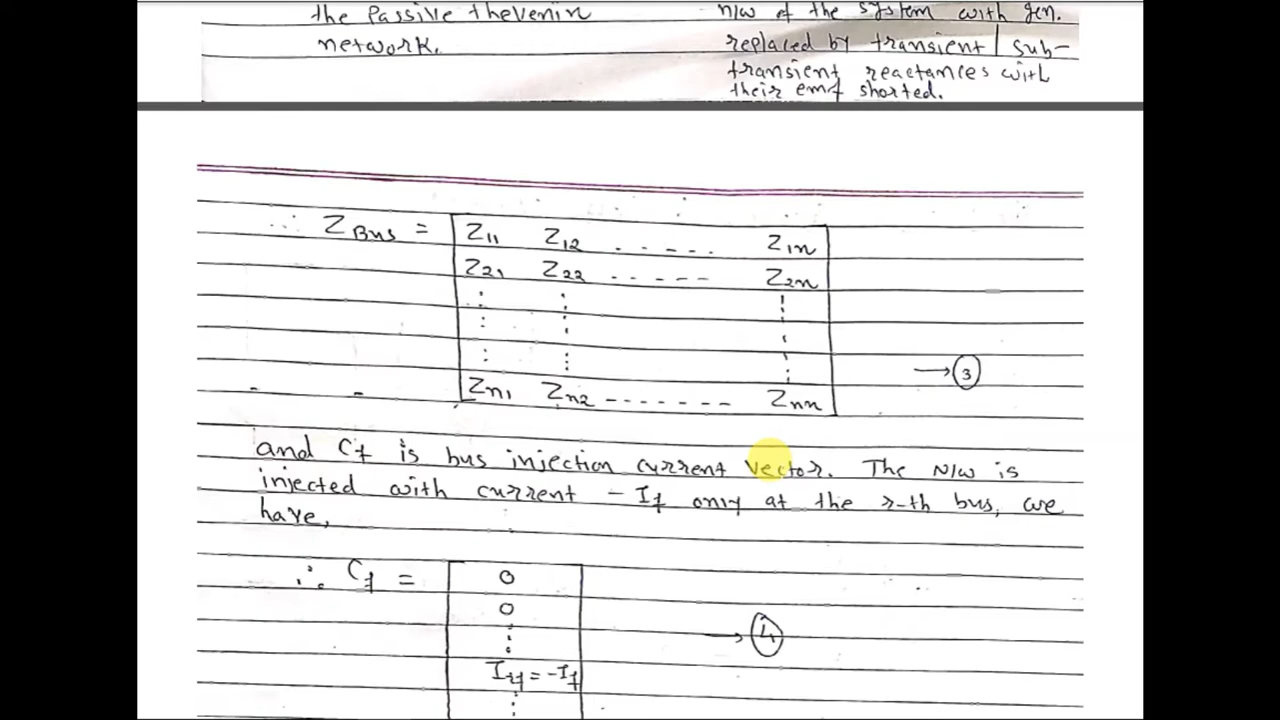 the Passive thevenin
network.
n/w of the system with gen.
replaced by transient / sub-
transient reactances with
their emf shorted.
∴ Z Bus =
Z11 Z12 . . - - - . . Z1n
Z21 Z22 . . - - - - - Z2n
⋮ ⋮ ⋮
Zn1 Zn2 - - - - - - - - Znn
→ 3
and Cf is bus injection current vector. The N/W is
injected with current - If only at the r-th bus, we
have,
∴ Cf =
0
0
⋮
Irf = -If
⋮
→ 4